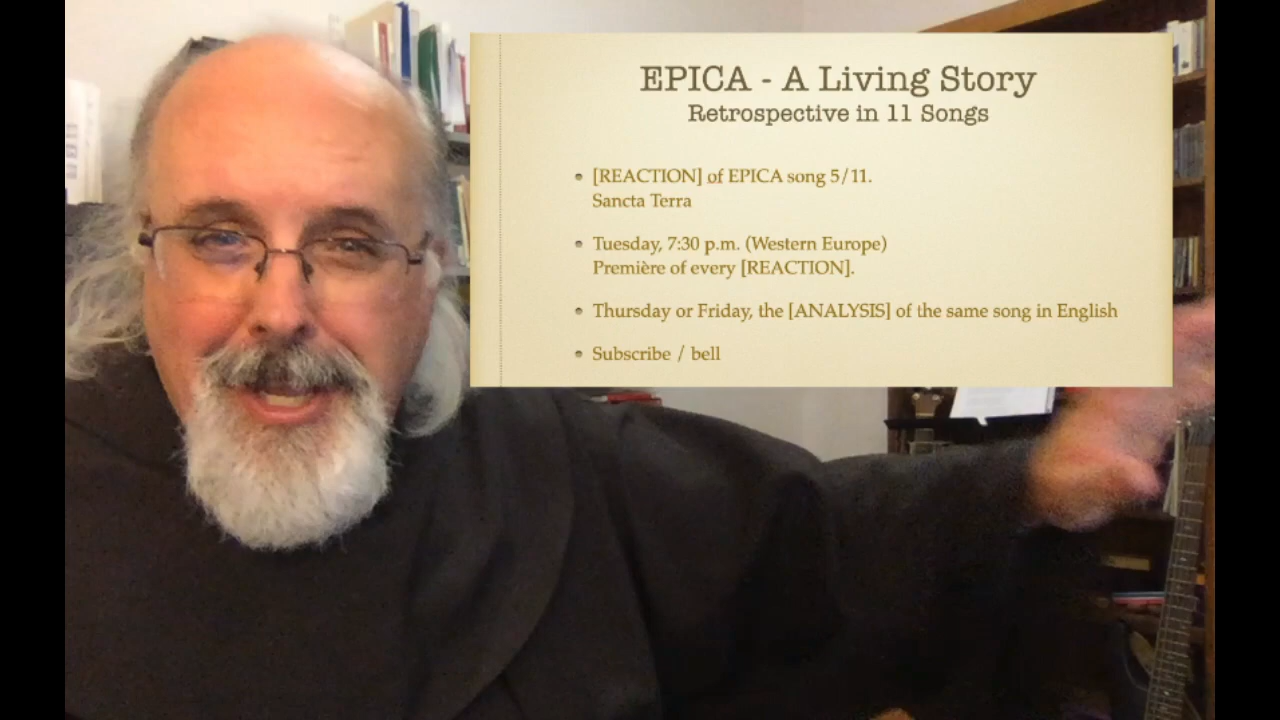 EPICA - A Living Story
Retrospective in 11 Songs
• [REACTION] of EPICA song 5/11.
Sancta Terra
• Tuesday, 7:30 p.m. (Western Europe)
Première of every [REACTION].
• Thursday or Friday, the [ANALYSIS] of the same song in English
• Subscribe / bell